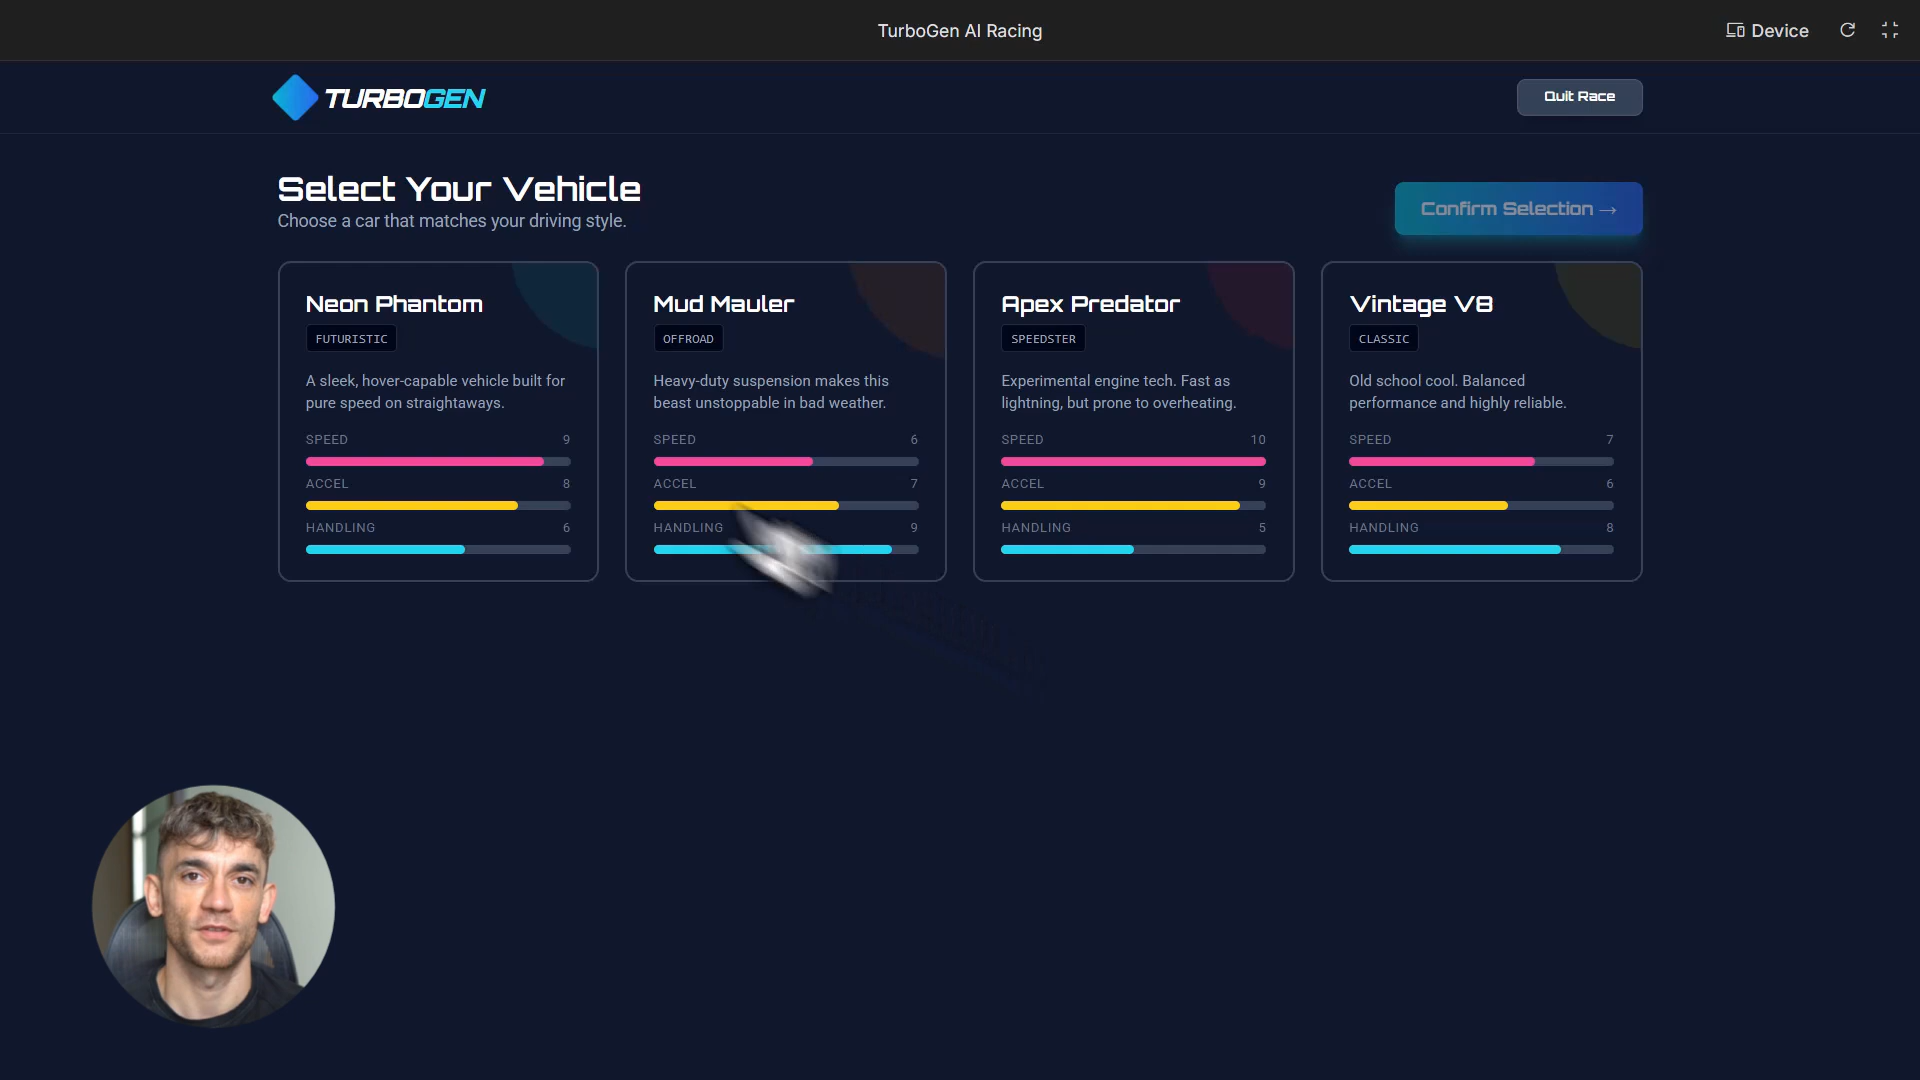 TurboGen AI Racing
Device
TURBOGEN
Quit Race
Select Your Vehicle
Choose a car that matches your driving style.
Confirm Selection →
Neon Phantom
FUTURISTIC
A sleek, hover-capable vehicle built for
pure speed on straightaways.
SPEED 9
ACCEL 8
HANDLING 6
Mud Mauler
OFFROAD
Heavy-duty suspension makes this
beast unstoppable in bad weather.
SPEED 6
ACCEL 7
HANDLING 9
Apex Predator
SPEEDSTER
Experimental engine tech. Fast as
lightning, but prone to overheating.
SPEED 10
ACCEL 9
HANDLING 5
Vintage V8
CLASSIC
Old school cool. Balanced
performance and highly reliable.
SPEED 7
ACCEL 6
HANDLING 8